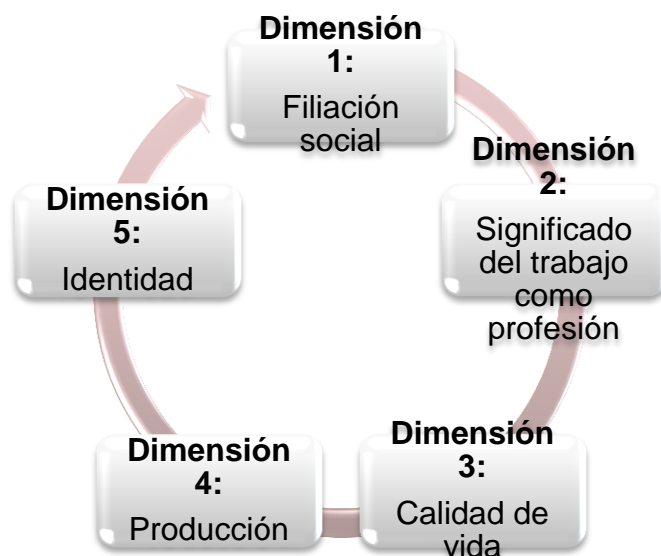 Dimensión
1:
Filiación
social
Dimensión
2:
Significado
del trabajo
como
profesión
Dimensión
3:
Calidad de
vida
Dimensión
4:
Producción
Dimensión
5:
Identidad